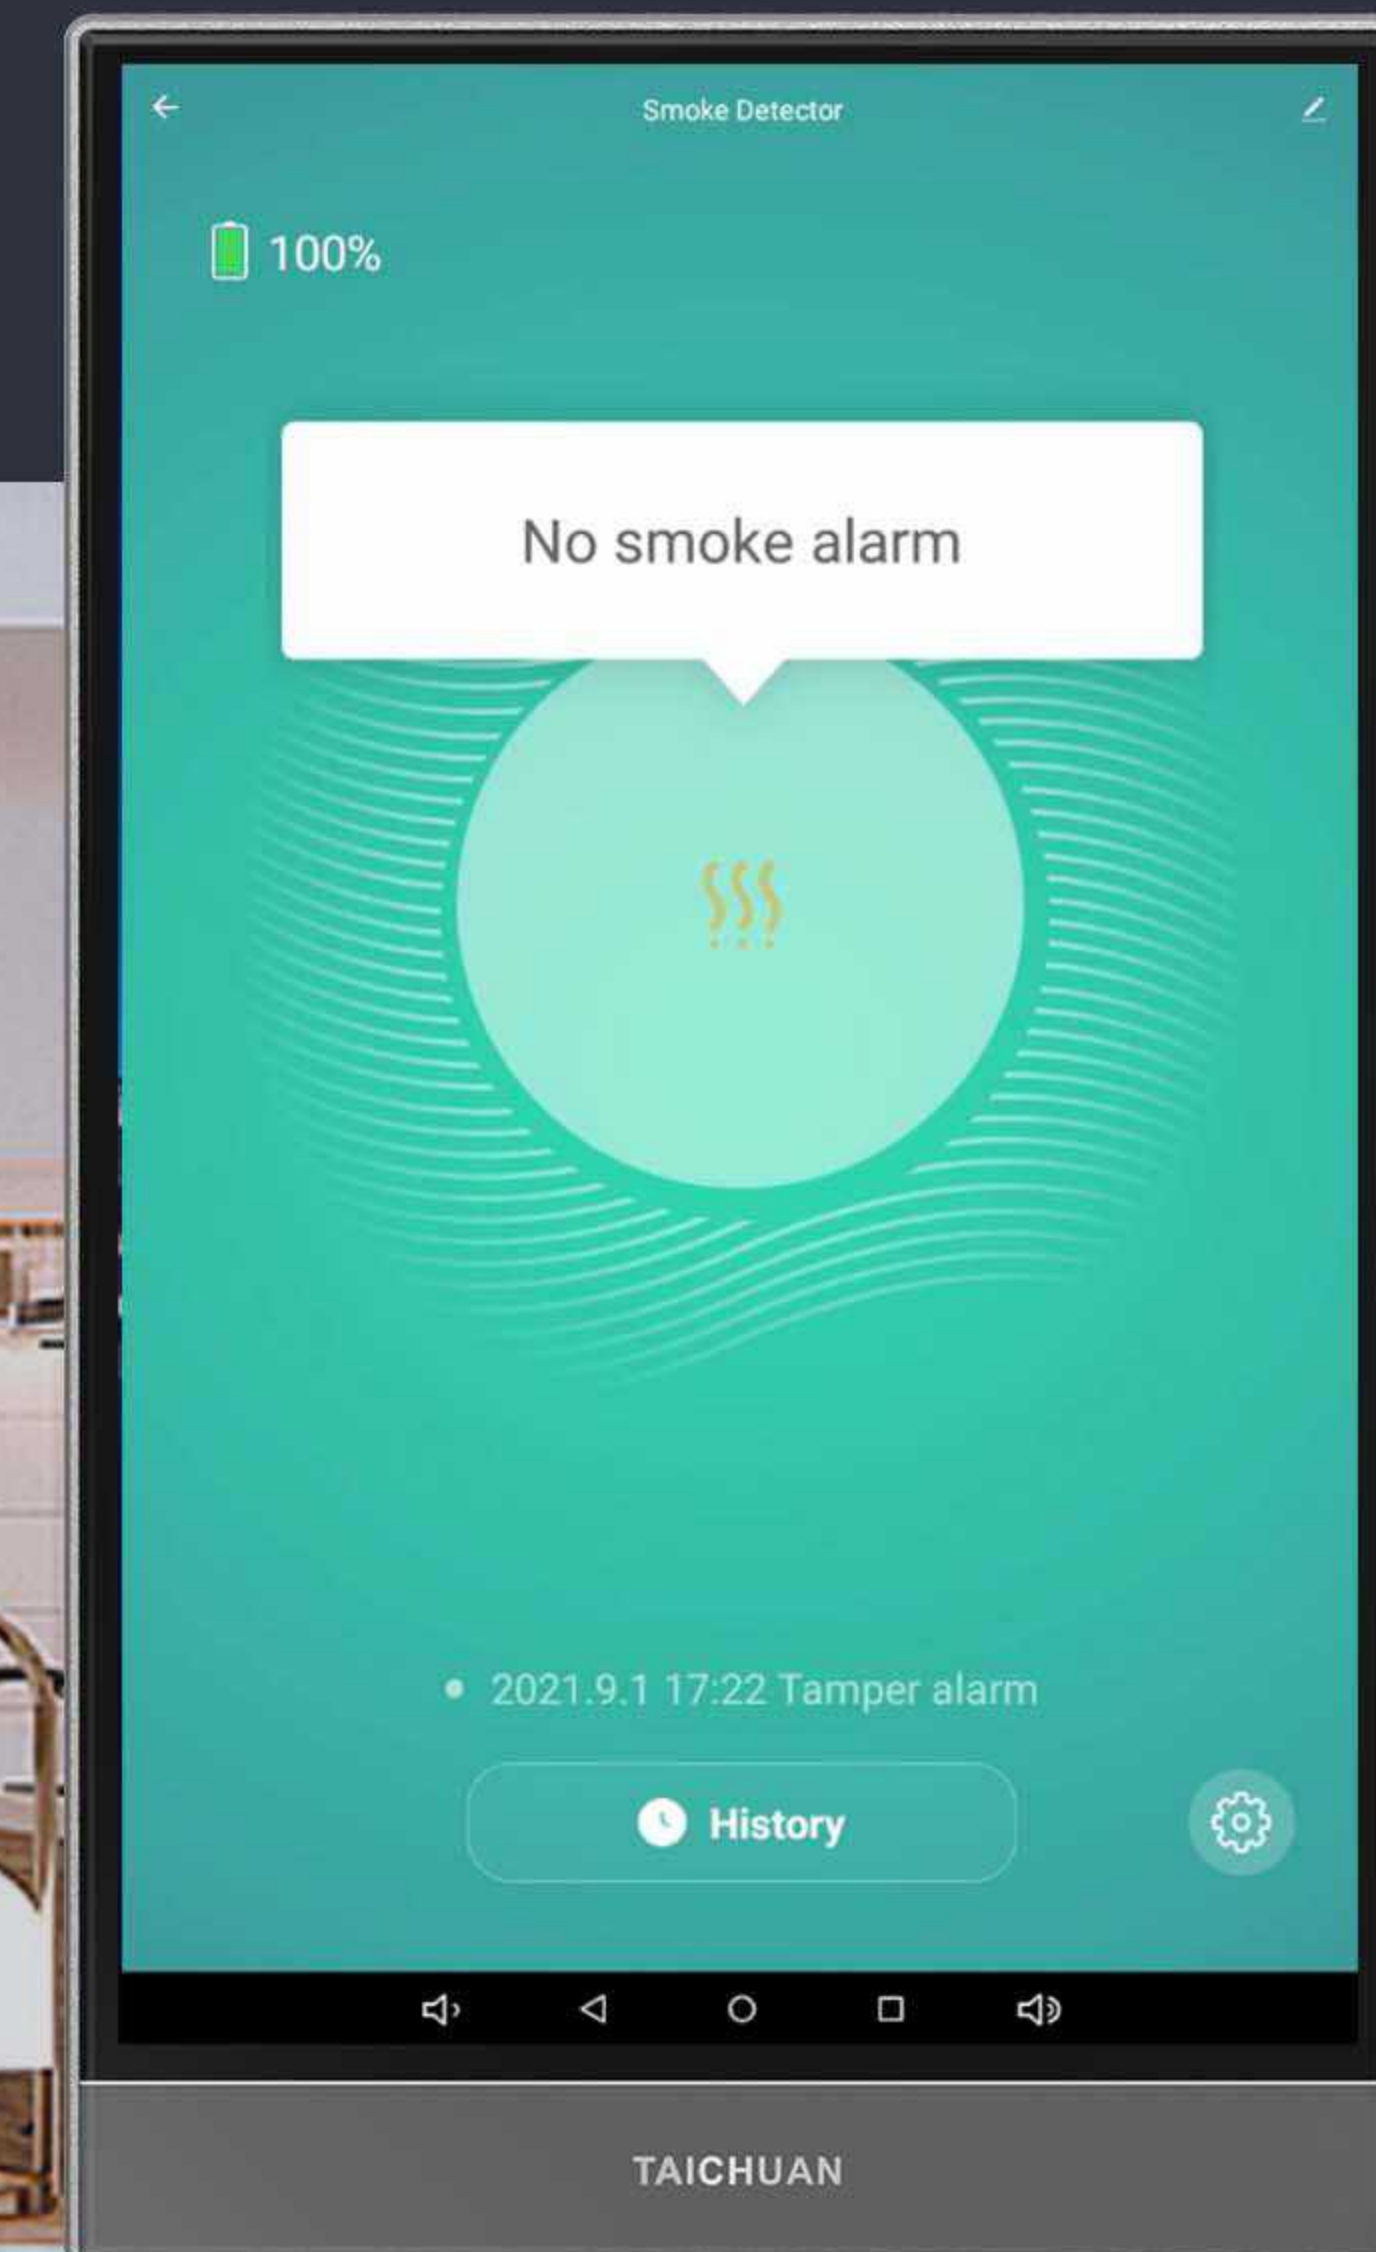 Smoke Detector
100%
No smoke alarm
2021.9.1 17:22 Tamper alarm
History
TAICHUAN